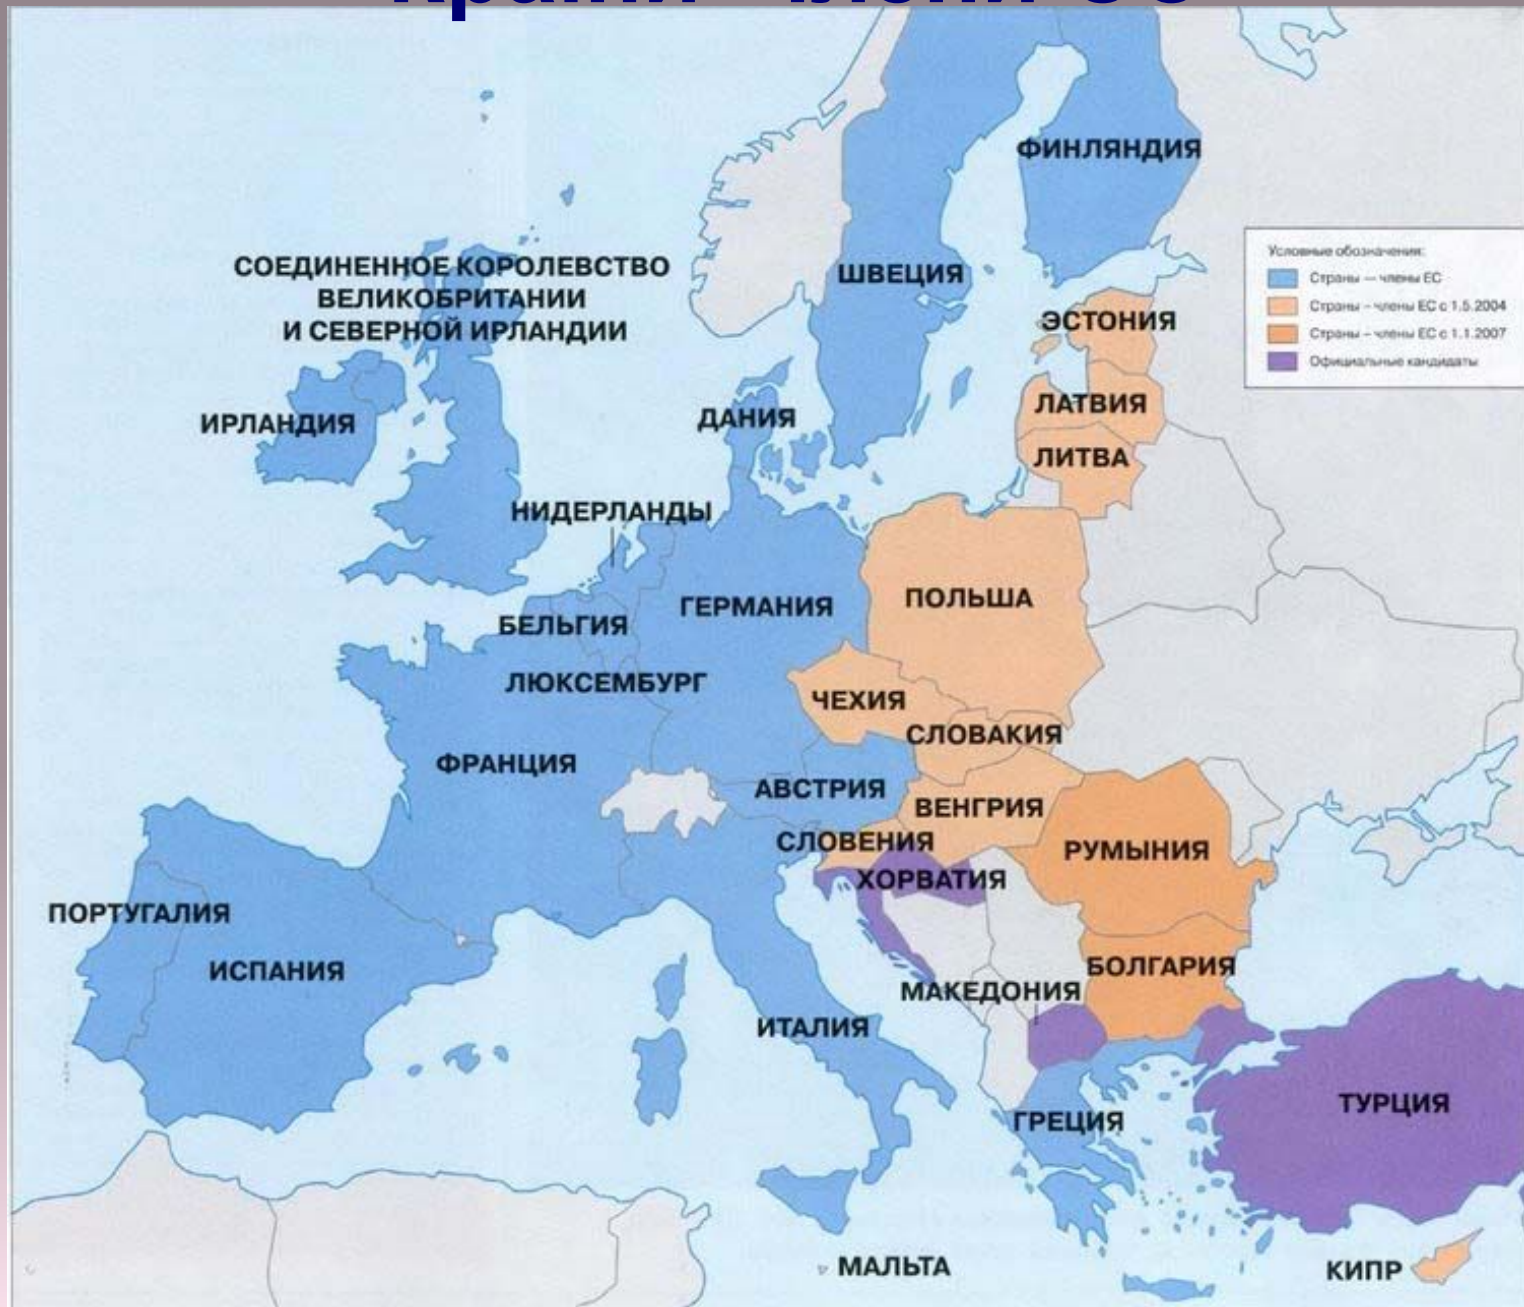 ФИНЛЯНДИЯ
СОЕДИНЕННОЕ КОРОЛЕВСТВО
ВЕЛИКОБРИТАНИИ
И СЕВЕРНОЙ ИРЛАНДИИ
ШВЕЦИЯ
Условные обозначения:
Страны — члены ЕС
Страны – члены ЕС с 1.5.2004
Страны – члены ЕС с 1.1.2007
Официальные кандидаты
ЭСТОНИЯ
ИРЛАНДИЯ
ДАНИЯ
ЛАТВИЯ
ЛИТВА
НИДЕРЛАНДЫ
БЕЛЬГИЯ
ГЕРМАНИЯ
ПОЛЬША
ЛЮКСЕМБУРГ
ЧЕХИЯ
СЛОВАКИЯ
ФРАНЦИЯ
АВСТРИЯ
ВЕНГРИЯ
СЛОВЕНИЯ
РУМЫНИЯ
ХОРВАТИЯ
ПОРТУГАЛИЯ
ИСПАНИЯ
БОЛГАРИЯ
МАКЕДОНИЯ
ИТАЛИЯ
ГРЕЦИЯ
ТУРЦИЯ
МАЛЬТА
КИПР